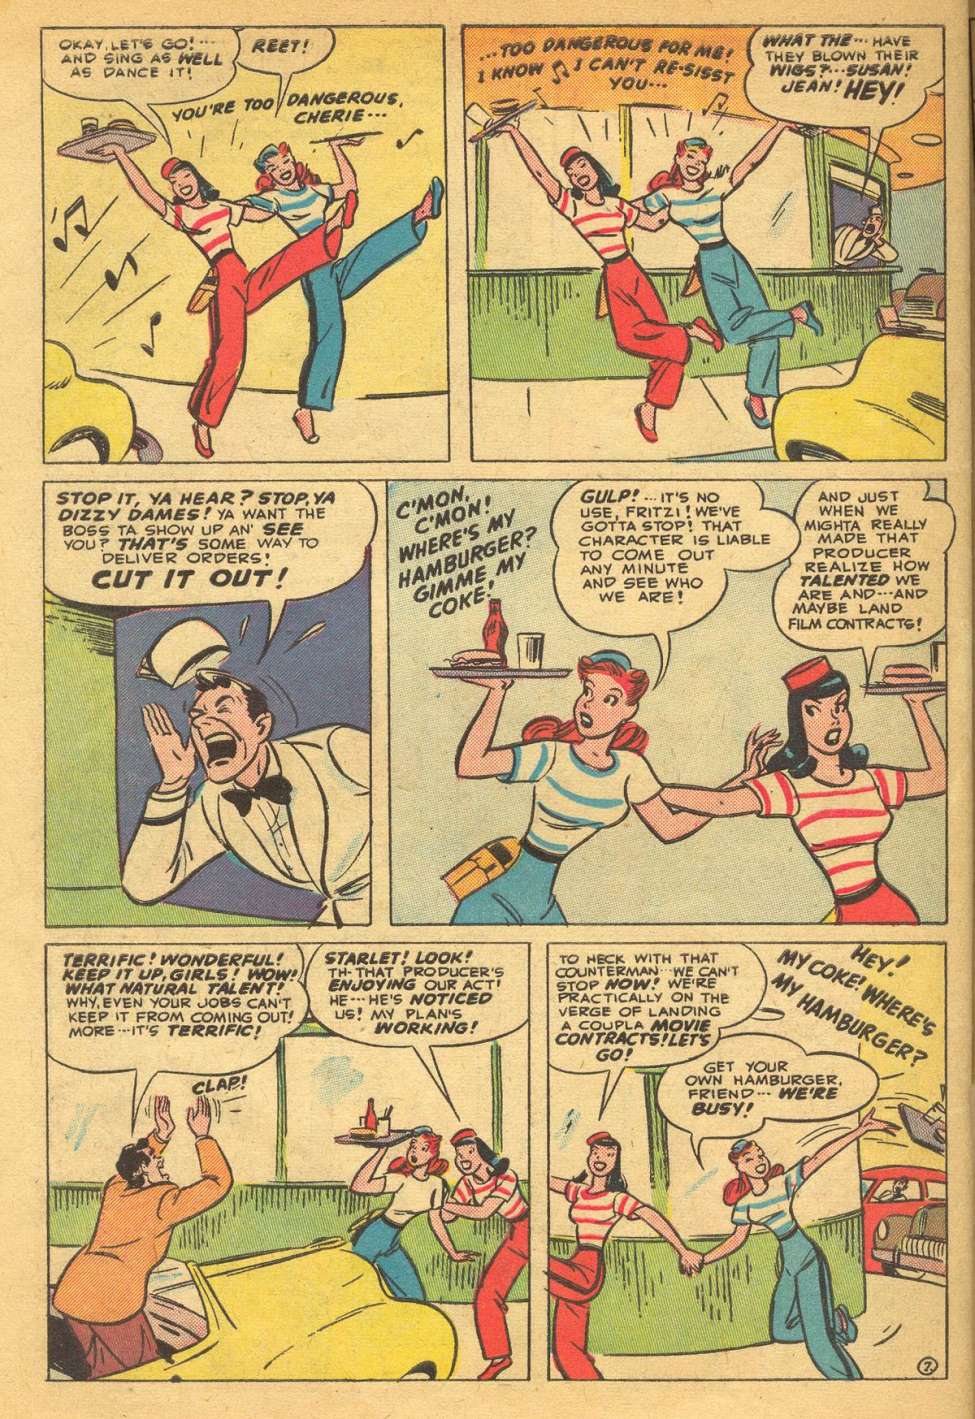 OKAY, LET'S GO!...
AND SING AS WELL
AS DANCE IT!
REET!
YOU'RE TOO DANGEROUS,
CHERIE---
...TOO DANGEROUS FOR ME!
I KNOW I CAN'T RE-SISST
YOU---
WHAT THE--- HAVE
THEY BLOWN THEIR
WIGS?---SUSAN!
JEAN! HEY!
STOP IT, YA HEAR? STOP, YA
DIZZY DAMES! YA WANT THE
BOSS TA SHOW UP AN' SEE
YOU? THAT'S SOME WAY TO
DELIVER ORDERS!
CUT IT OUT!
C'MON,
C'MON!
WHERE'S MY
HAMBURGER?
GIMME MY
COKE!
GULP!...IT'S NO
USE, FRITZI! WE'VE
GOTTA STOP! THAT
CHARACTER IS LIABLE
TO COME OUT
ANY MINUTE
AND SEE WHO
WE ARE!
AND JUST
WHEN WE
MIGHTA REALLY
MADE THAT
PRODUCER
REALIZE HOW
TALENTED WE
ARE AND---AND
MAYBE LAND
FILM CONTRACTS!
TERRIFIC! WONDERFUL!
KEEP IT UP, GIRLS! WOW!
WHAT NATURAL TALENT!
WHY, EVEN YOUR JOBS CAN'T
KEEP IT FROM COMING OUT!
MORE---IT'S TERRIFIC!
CLAP!
STARLET! LOOK!
TH-THAT PRODUCER'S
ENJOYING OUR ACT!
HE---HE'S NOTICED
US! MY PLAN'S
WORKING!
TO HECK WITH THAT
COUNTERMAN---WE CAN'T
STOP NOW! WE'RE
PRACTICALLY ON THE
VERGE OF LANDING
A COUPLA MOVIE
CONTRACTS! LET'S
GO!
GET YOUR
OWN HAMBURGER,
FRIEND--- WE'RE
BUSY!
HEY!
MY COKE! WHERE'S
MY HAMBURGER?
7.